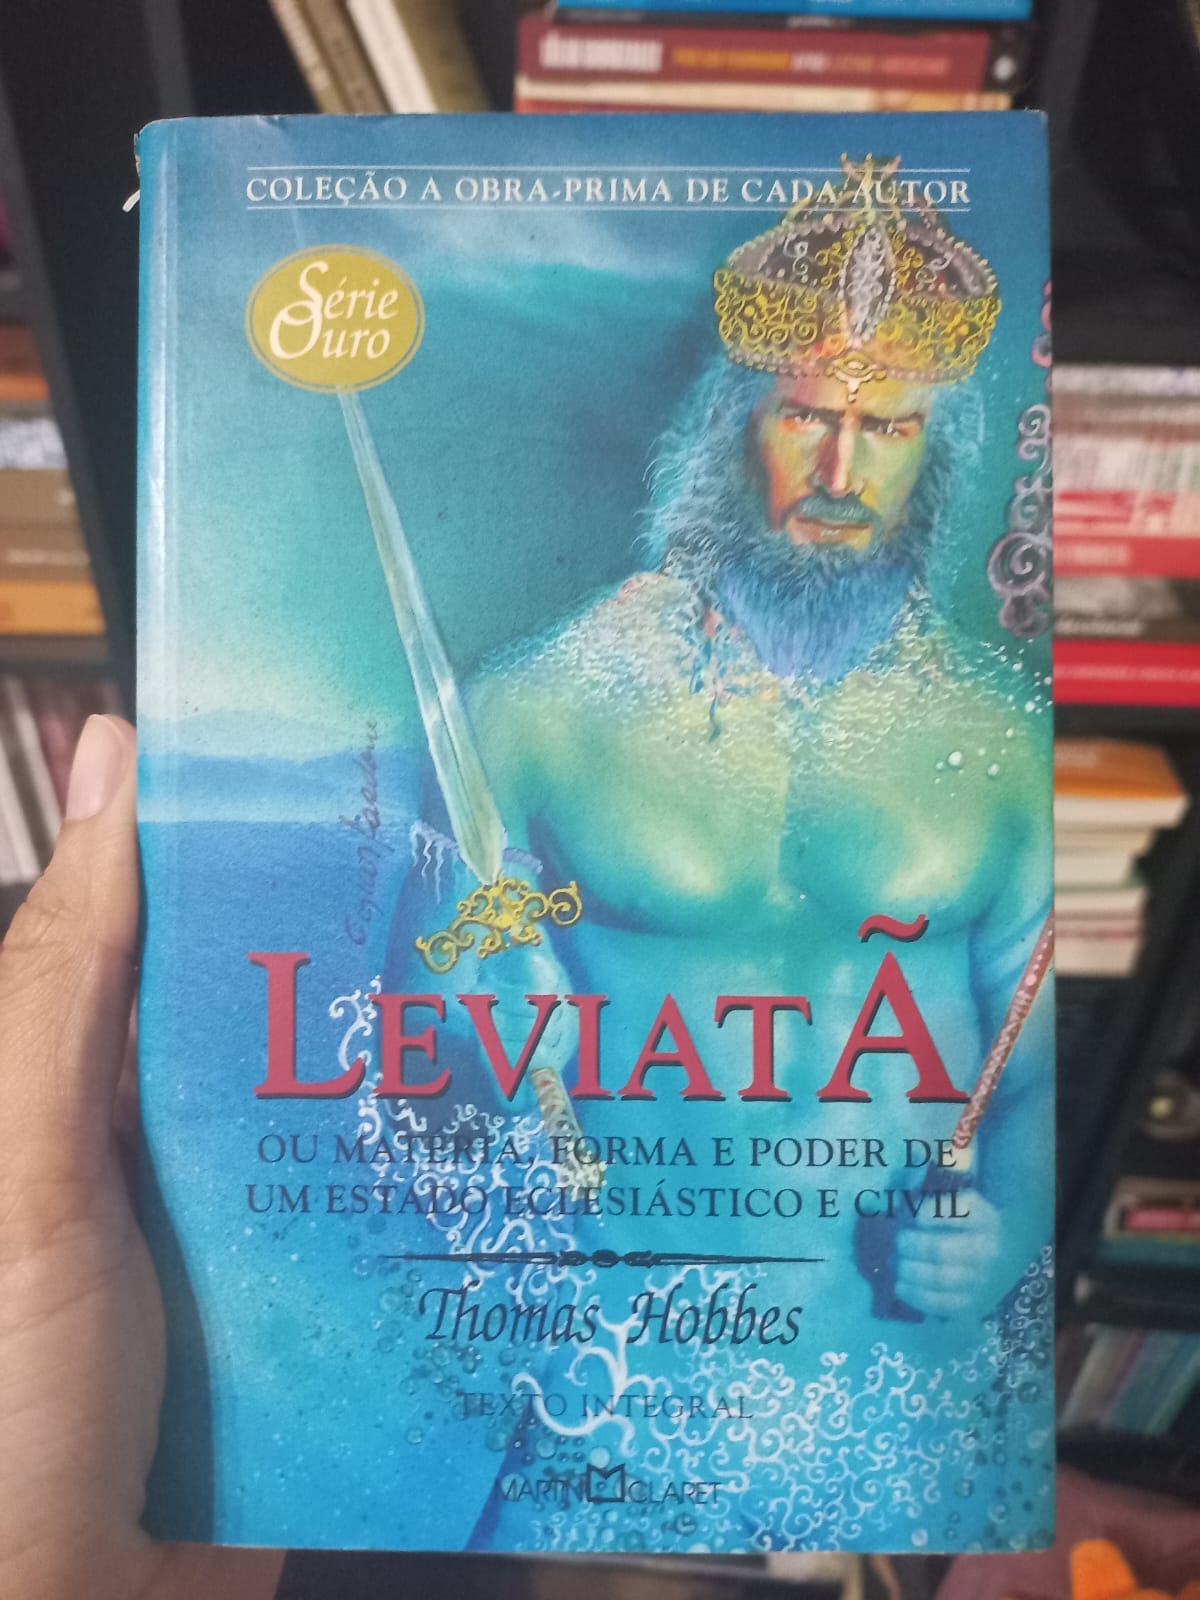 COLEÇÃO A OBRA-PRIMA DE CADA AUTOR
Série
Ouro
LEVIATÃ
OU MATÉRIA, FORMA E PODER DE
UM ESTADO ECLESIÁSTICO E CIVIL
Thomas Hobbes
TEXTO INTEGRAL
MARTIN CLARET